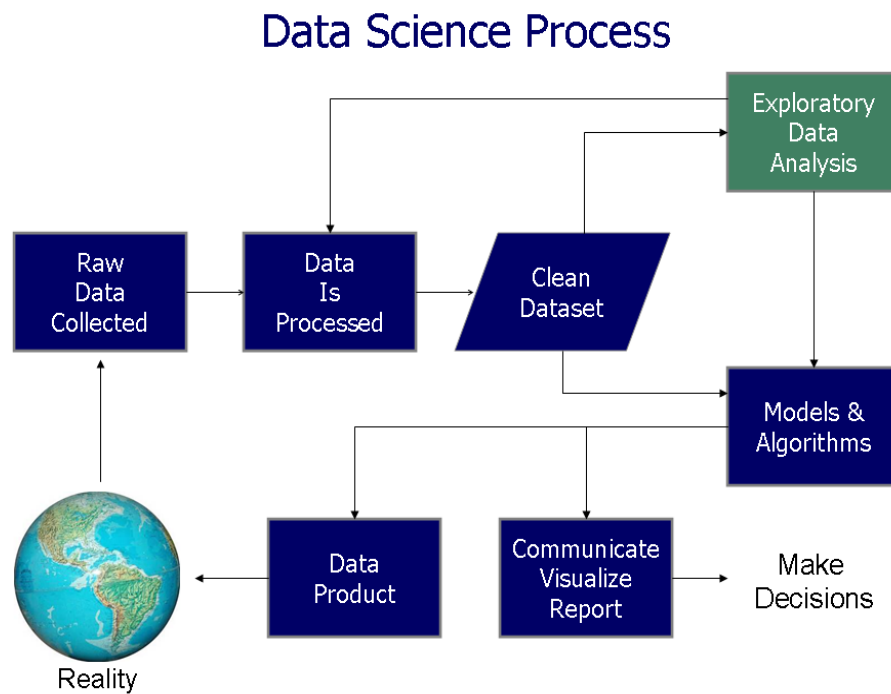 Data Science Process
Exploratory
Data
Analysis
Raw
Data
Collected
Data
Is
Processed
Clean
Dataset
Models &
Algorithms
Data
Product
Communicate
Visualize
Report
Make
Decisions
Reality